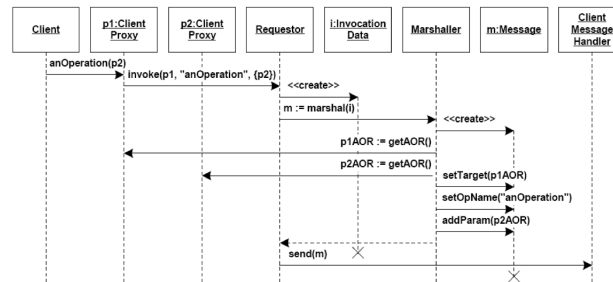 Client
p1:Client
Proxy
p2:Client
Proxy
Requestor
i:Invocation
Data
Marshaller
m:Message
Client
Message
Handler
anOperation(p2)
invoke(p1, "anOperation", {p2})
<<create>>
m := marshal(i)
<<create>>
p1AOR := getAOR()
p2AOR := getAOR()
setTarget(p1AOR)
setOpName("anOperation")
addParam(p2AOR)
send(m)